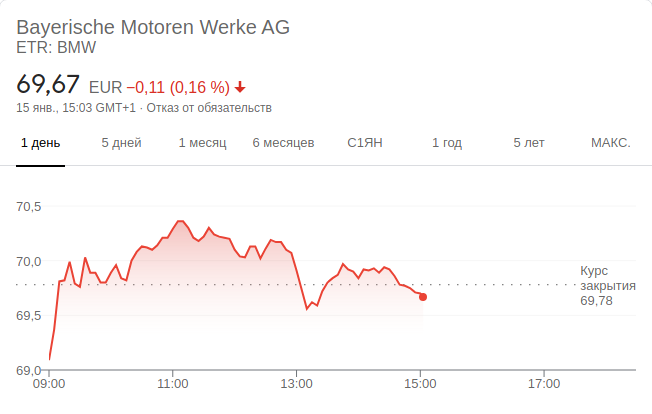 Bayerische Motoren Werke AG
ETR: BMW
69,67 EUR −0,11 (0,16 %)
15 янв., 15:03 GMT+1 · Отказ от обязательств
1 день 5 дней 1 месяц 6 месяцев С1ЯН 1 год 5 лет МАКС.
70,5
70,0
69,5
69,0
Курс
закрытия
69,78
09:00 11:00 13:00 15:00 17:00